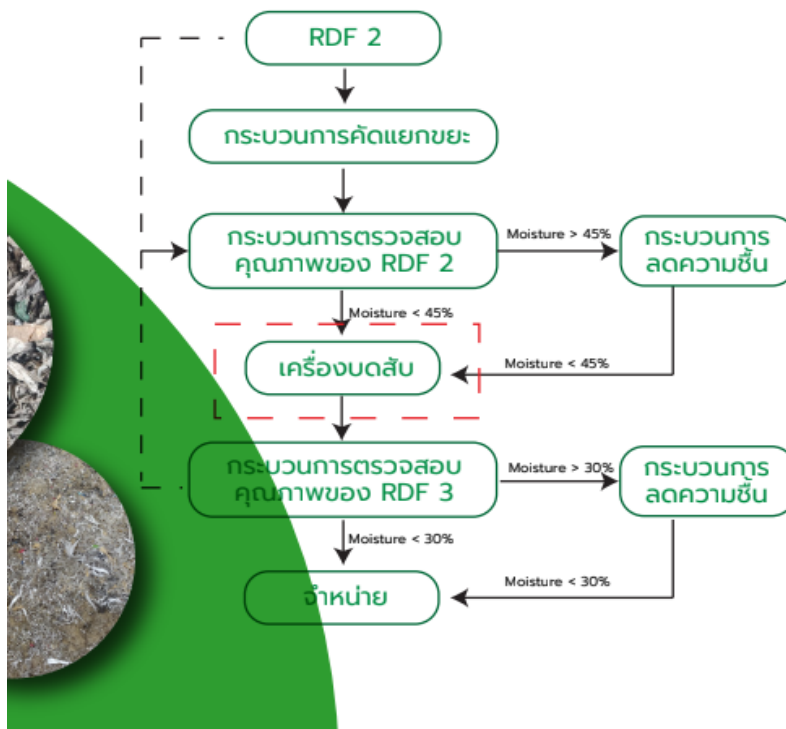 RDF 2
กระบวนการคัดแยกขยะ
กระบวนการตรวจสอบ
คุณภาพของ RDF 2
Moisture > 45%
กระบวนการ
ลดความชื้น
Moisture < 45%
เครื่องบดสับ
Moisture < 45%
กระบวนการตรวจสอบ
คุณภาพของ RDF 3
Moisture > 30%
กระบวนการ
ลดความชื้น
Moisture < 30%
จำหน่าย
Moisture < 30%